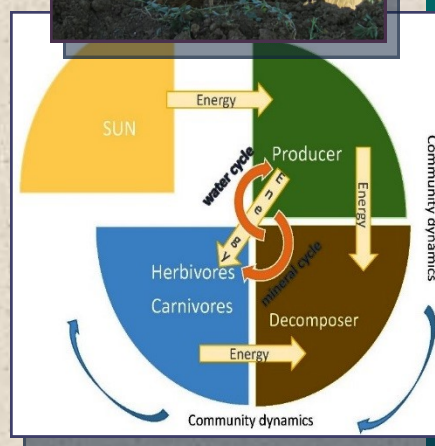 Energy
SUN
Producer
water cycle
Energy
Energy
mineral cycle
Herbivores
Carnivores
Decomposer
Energy
Community dynamics
Community dynamics